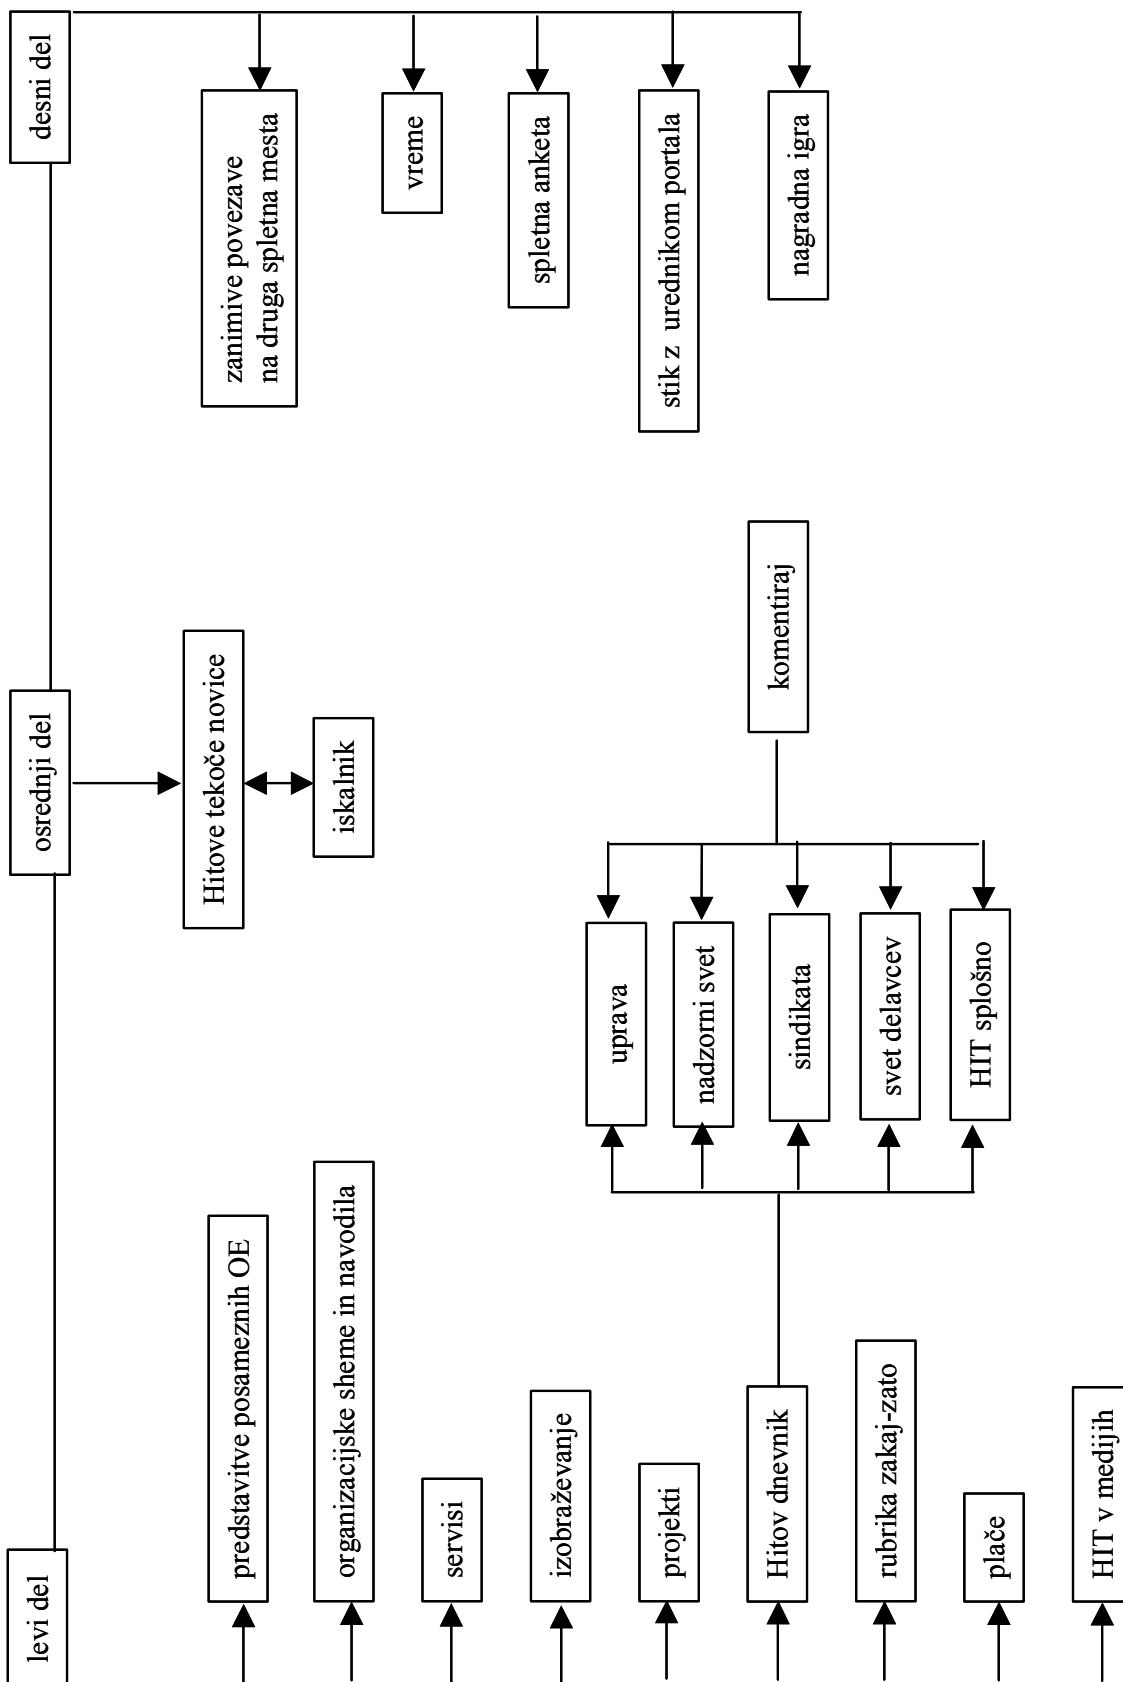 levi del
osrednji del
desni del
predstavitve posameznih OE
organizacijske sheme in navodila
servisi
izobraževanje
projekti
Hitov dnevnik
rubrika zakaj-zato
plače
HIT v medijih
uprava
nadzorni svet
sindikata
svet delavcev
HIT splošno
komentiraj
Hitove tekoče novice
iskalnik
zanimive povezave
na druga spletna mesta
vreme
spletna anketa
stik z urednikom portala
nagradna igra